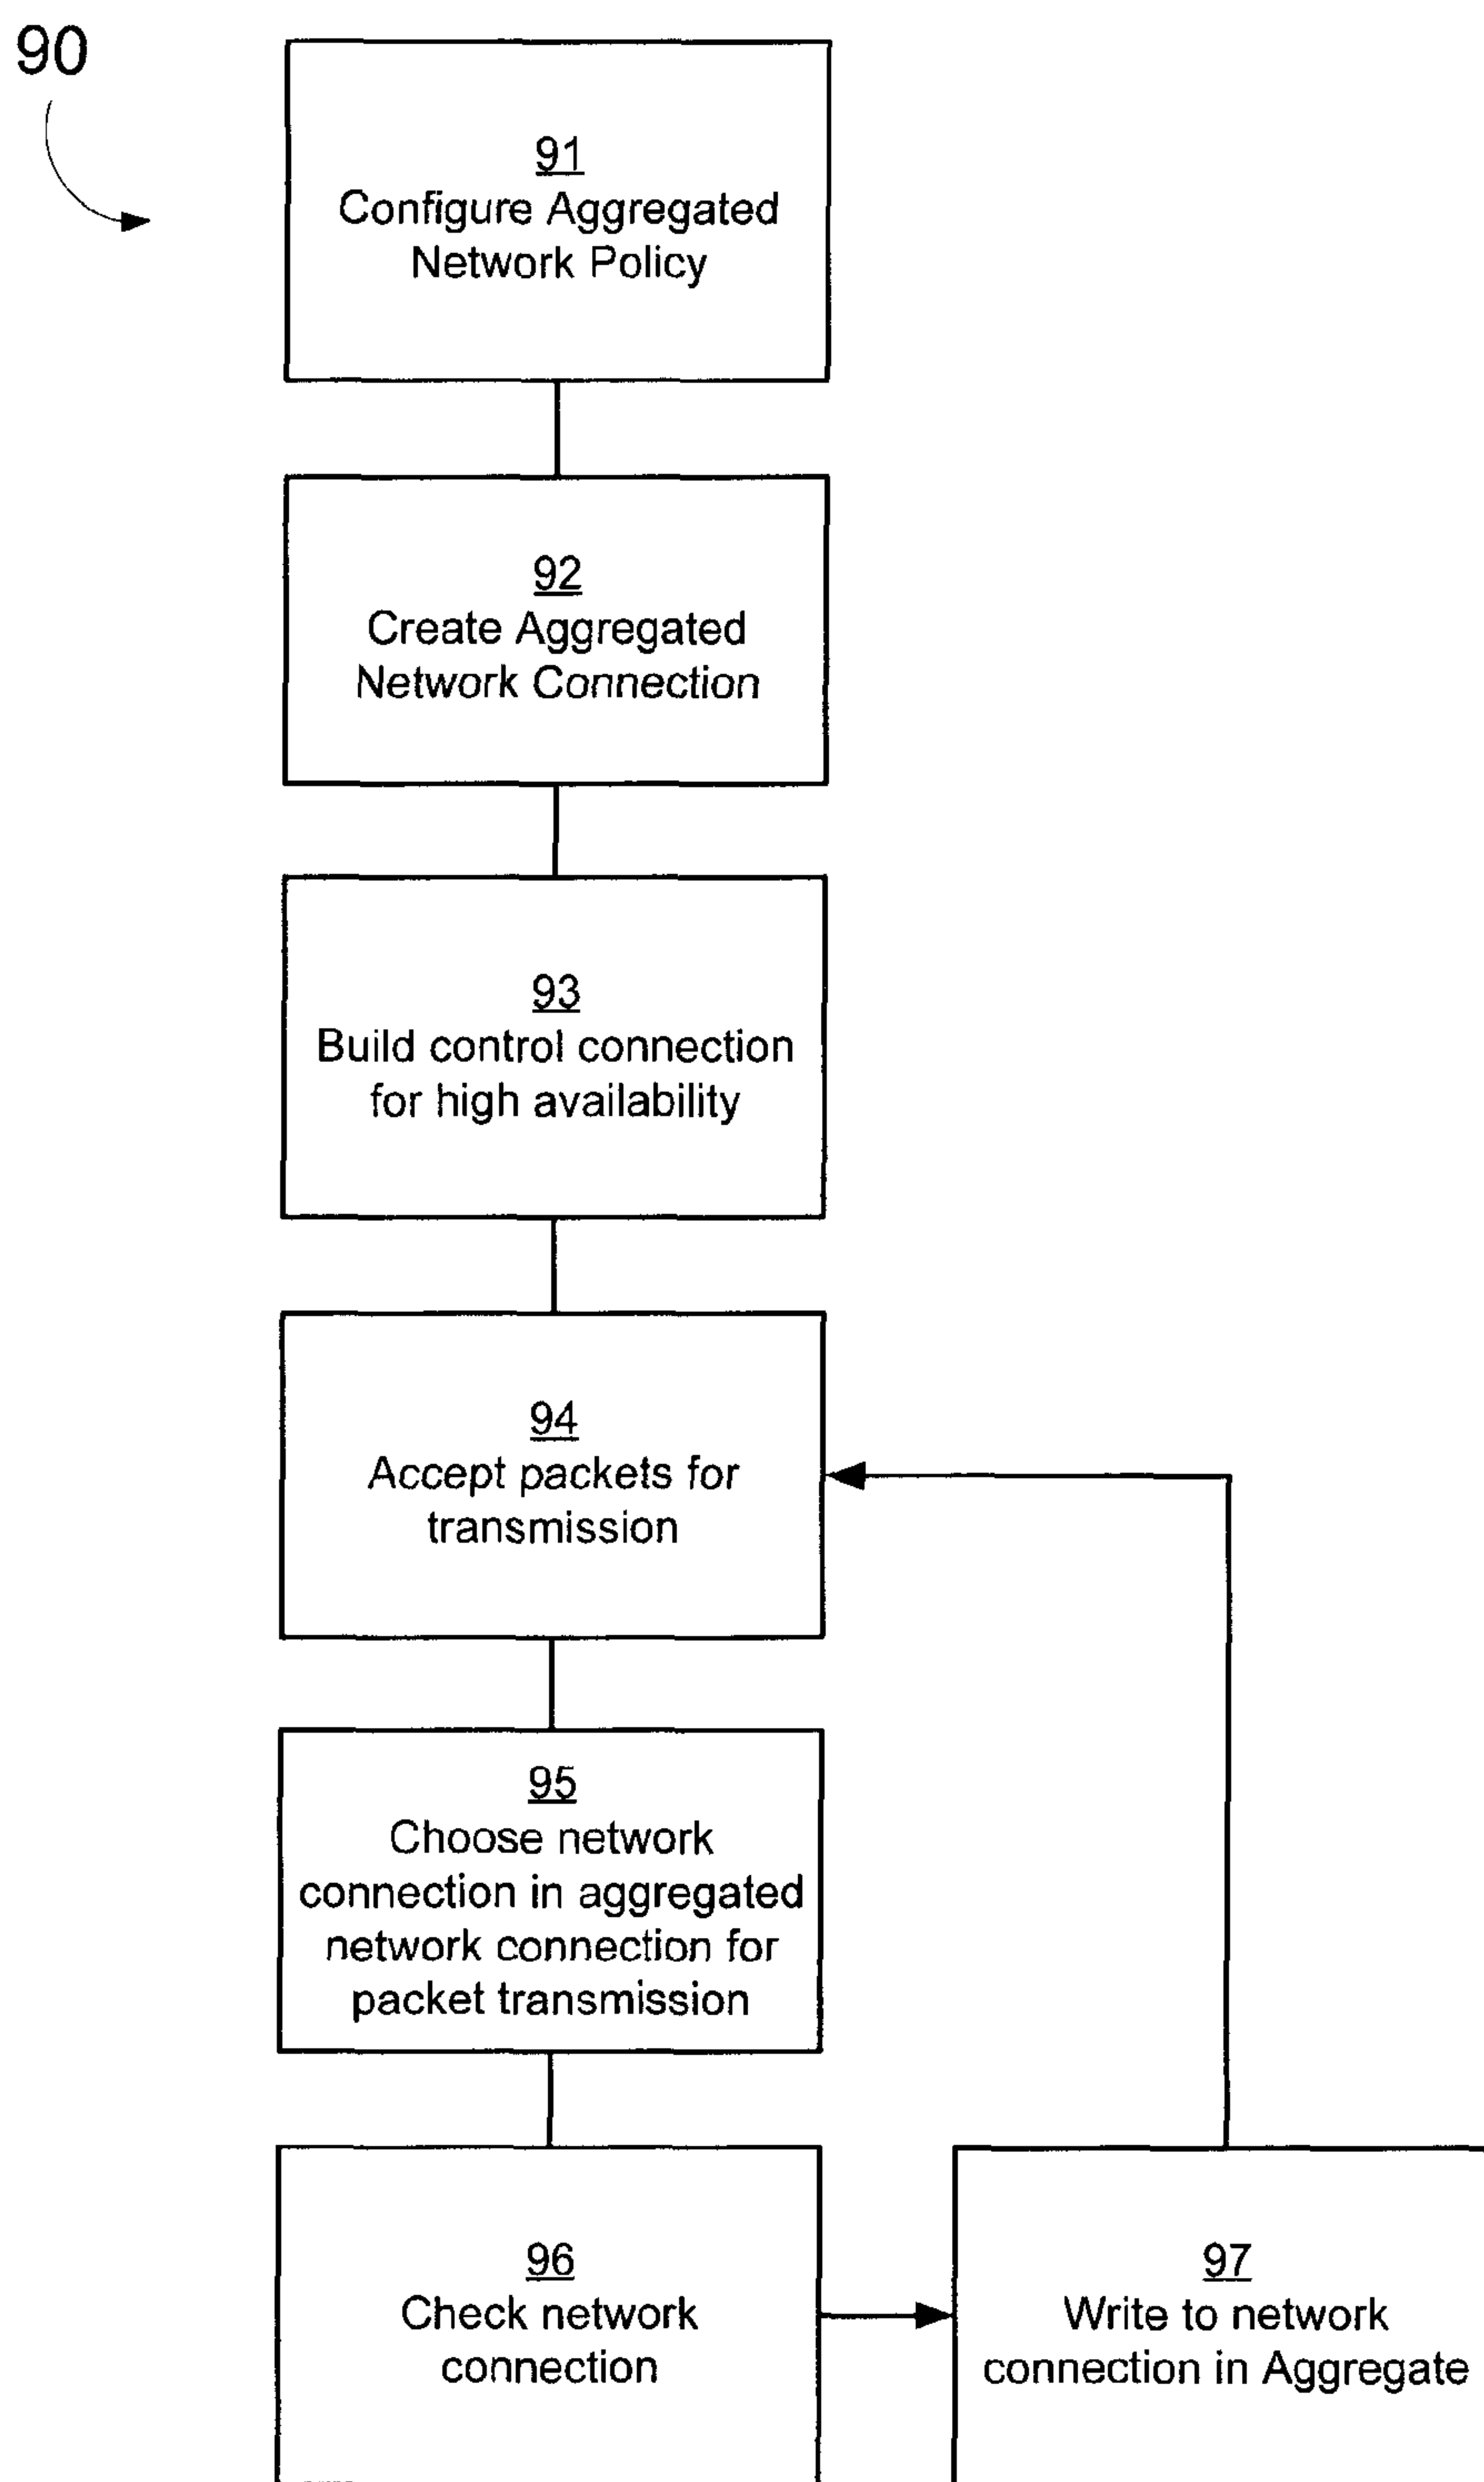 90
91
Configure Aggregated
Network Policy
92
Create Aggregated
Network Connection
93
Build control connection
for high availability
94
Accept packets for
transmission
95
Choose network
connection in aggregated
network connection for
packet transmission
96
Check network
connection
97
Write to network
connection in Aggregate